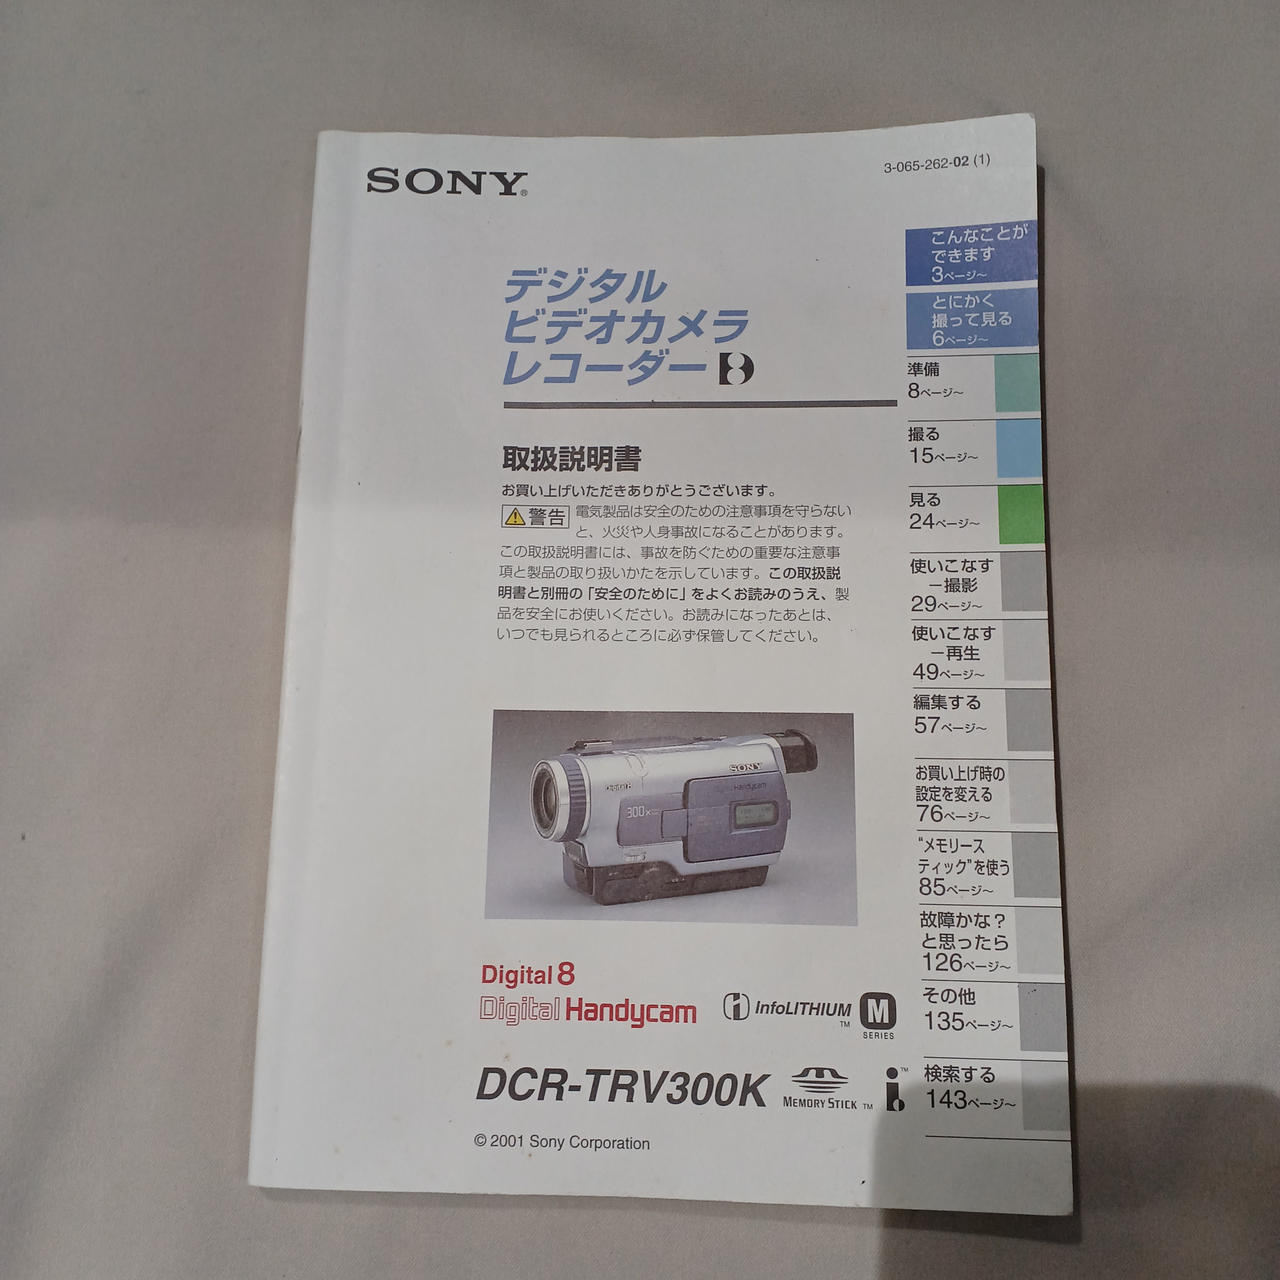 SONY®
3-065-262-02 (1)
デジタル
ビデオカメラ
レコーダー
取扱説明書
お買い上げいただきありがとうございます。
警告 電気製品は安全のための注意事項を守らない
と、火災や人身事故になることがあります。
この取扱説明書には、事故を防ぐための重要な注意事
項と製品の取り扱いかたを示しています。この取扱説
明書と別冊の「安全のために」をよくお読みのうえ、製
品を安全にお使いください。お読みになったあとは、
いつでも見られるところに必ず保管してください。
SONY
Digital 8
Digital Handycam
300x
Digital 8
Digital Handycam
InfoLITHIUM TM
M
SERIES
DCR-TRV300K
MEMORY STICK TM
i TM
© 2001 Sony Corporation
こんなことが
できます
3ページ~
とにかく
撮って見る
6ページ~
準備
8ページ~
撮る
15ページ~
見る
24ページ~
使いこなす
－撮影
29ページ~
使いこなす
－再生
49ページ~
編集する
57ページ~
お買い上げ時の
設定を変える
76ページ~
“メモリース
ティック”を使う
85ページ~
故障かな？
と思ったら
126ページ~
その他
135ページ~
検索する
143ページ~